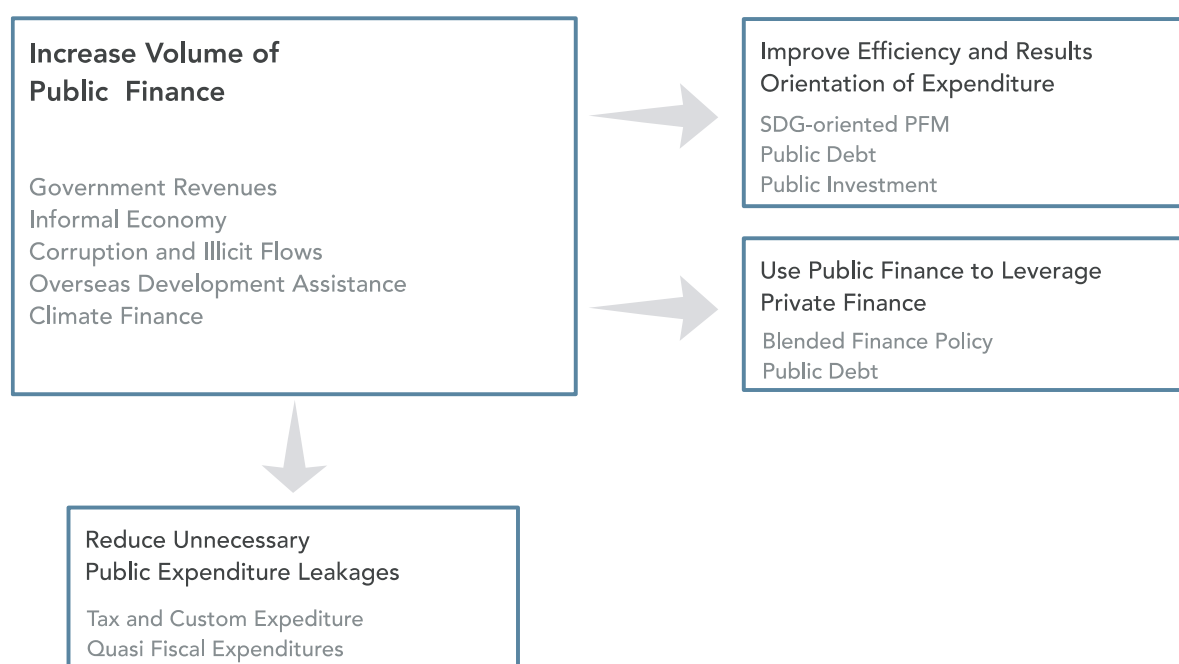 Increase Volume of
Public Finance
Government Revenues
Informal Economy
Corruption and Illicit Flows
Overseas Development Assistance
Climate Finance
Improve Efficiency and Results
Orientation of Expenditure
SDG-oriented PFM
Public Debt
Public Investment
Use Public Finance to Leverage
Private Finance
Blended Finance Policy
Public Debt
Reduce Unnecessary
Public Expenditure Leakages
Tax and Custom Expediture
Quasi Fiscal Expenditures